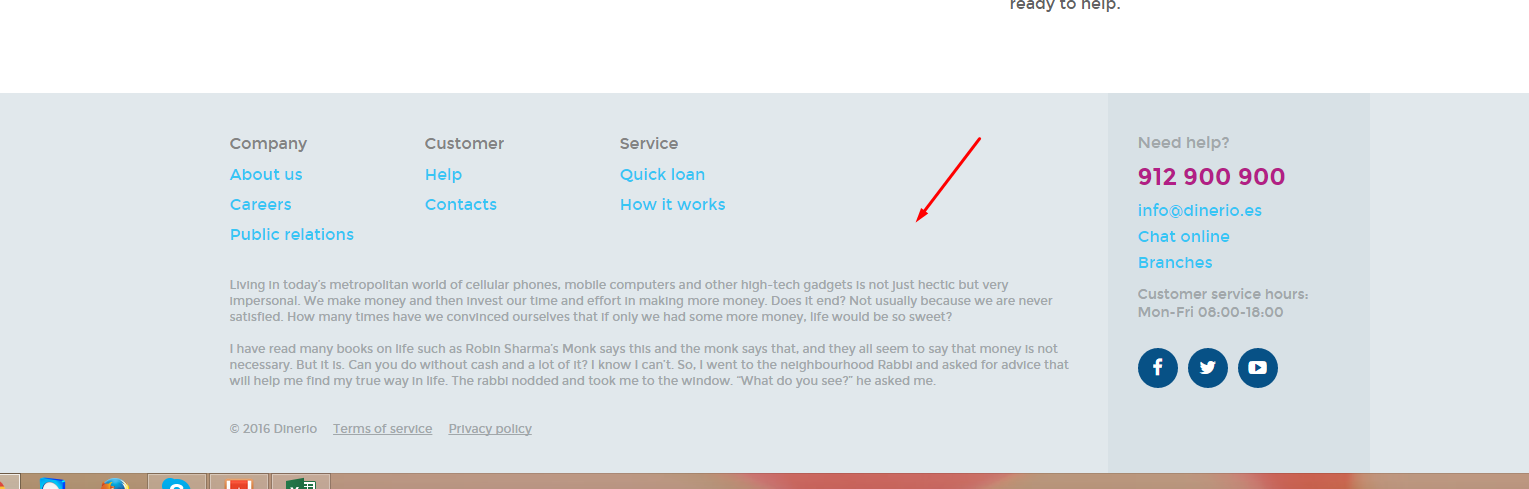 ready to help.
Company
About us
Careers
Public relations
Customer
Help
Contacts
Service
Quick loan
How it works
Living in today's metropolitan world of cellular phones, mobile computers and other high-tech gadgets is not just hectic but very
impersonal. We make money and then invest our time and effort in making more money. Does it end? Not usually because we are never
satisfied. How many times have we convinced ourselves that if only we had some more money, life would be so sweet?
I have read many books on life such as Robin Sharma's Monk says this and the monk says that, and they all seem to say that money is not
necessary. But it is. Can you do without cash and a lot of it? I know I can't. So, I went to the neighbourhood Rabbi and asked for advice that
will help me find my true way in life. The rabbi nodded and took me to the window. "What do you see?" he asked me.
© 2016 Dinerio Terms of service Privacy policy
Need help?
912 900 900
info@dinerio.es
Chat online
Branches
Customer service hours:
Mon-Fri 08:00-18:00